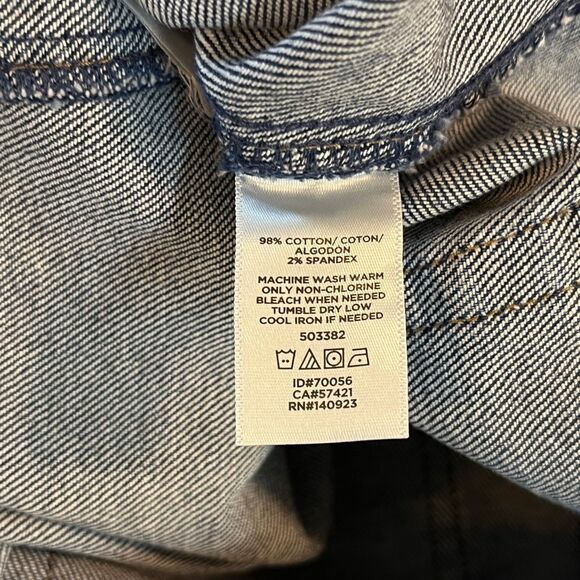 98% COTTON/ COTON/
ALGODON
2% SPANDEX
MACHINE WASH WARM
ONLY NON-CHLORINE
BLEACH WHEN NEEDED
TUMBLE DRY LOW
COOL IRON IF NEEDED
503382
ID#70056
CA#57421
RN#140923